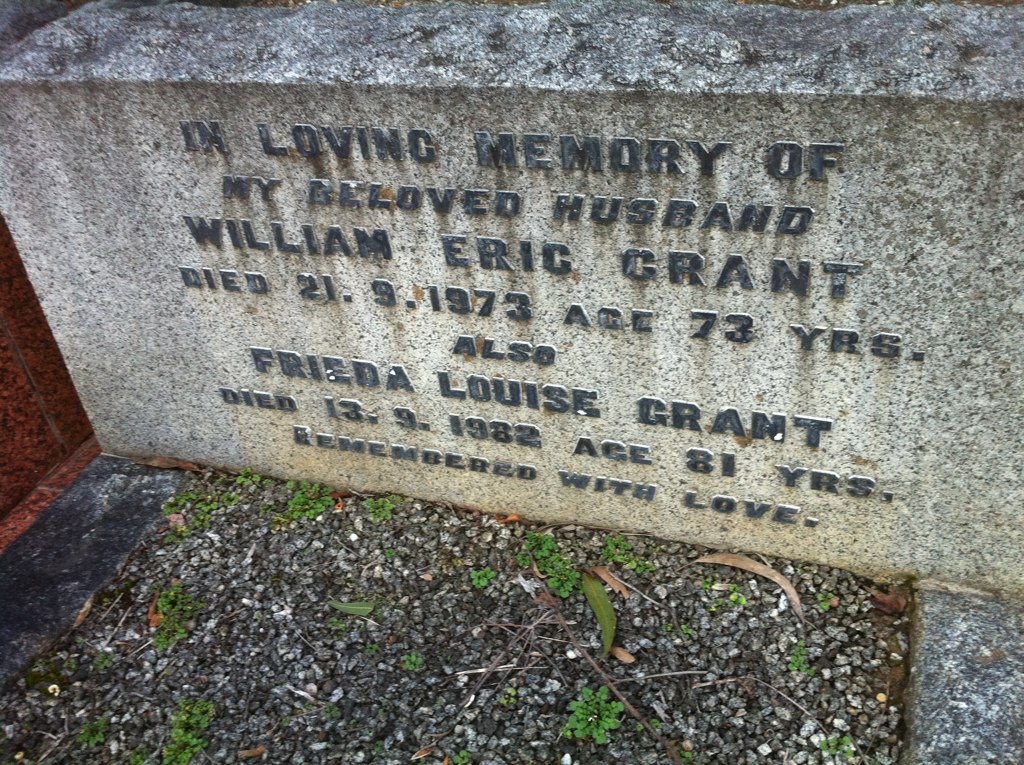 IN LOVING MEMORY OF
MY BELOVED HUSBAND
WILLIAM ERIC GRANT
DIED 21. 9. 1973 AGE 73 YRS.
ALSO
FRIEDA LOUISE GRANT
DIED 13. 9. 1982 AGE 81 YRS.
REMEMBERED WITH LOVE.